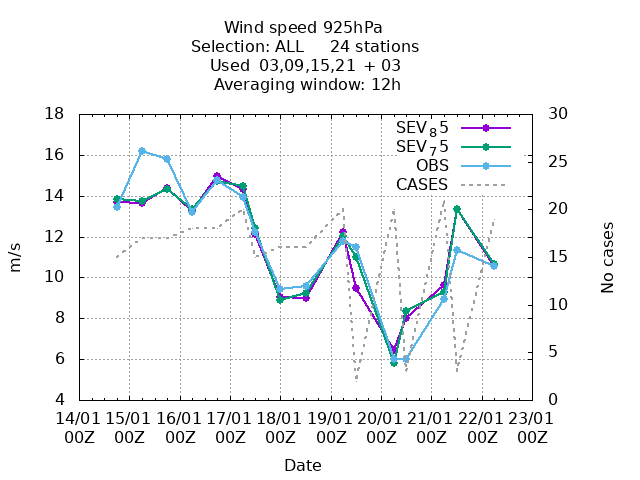 Wind speed 925hPa
Selection: ALL     24 stations
Used  03,09,15,21 + 03
Averaging window: 12h
18
16
14
12
10
8
6
4
m/s
30
25
20
15
10
5
0
No cases
SEV₈5
SEV₇5
OBS
CASES
14/01 15/01 16/01 17/01 18/01 19/01 20/01 21/01 22/01 23/01
00Z 00Z 00Z 00Z 00Z 00Z 00Z 00Z 00Z 00Z
Date